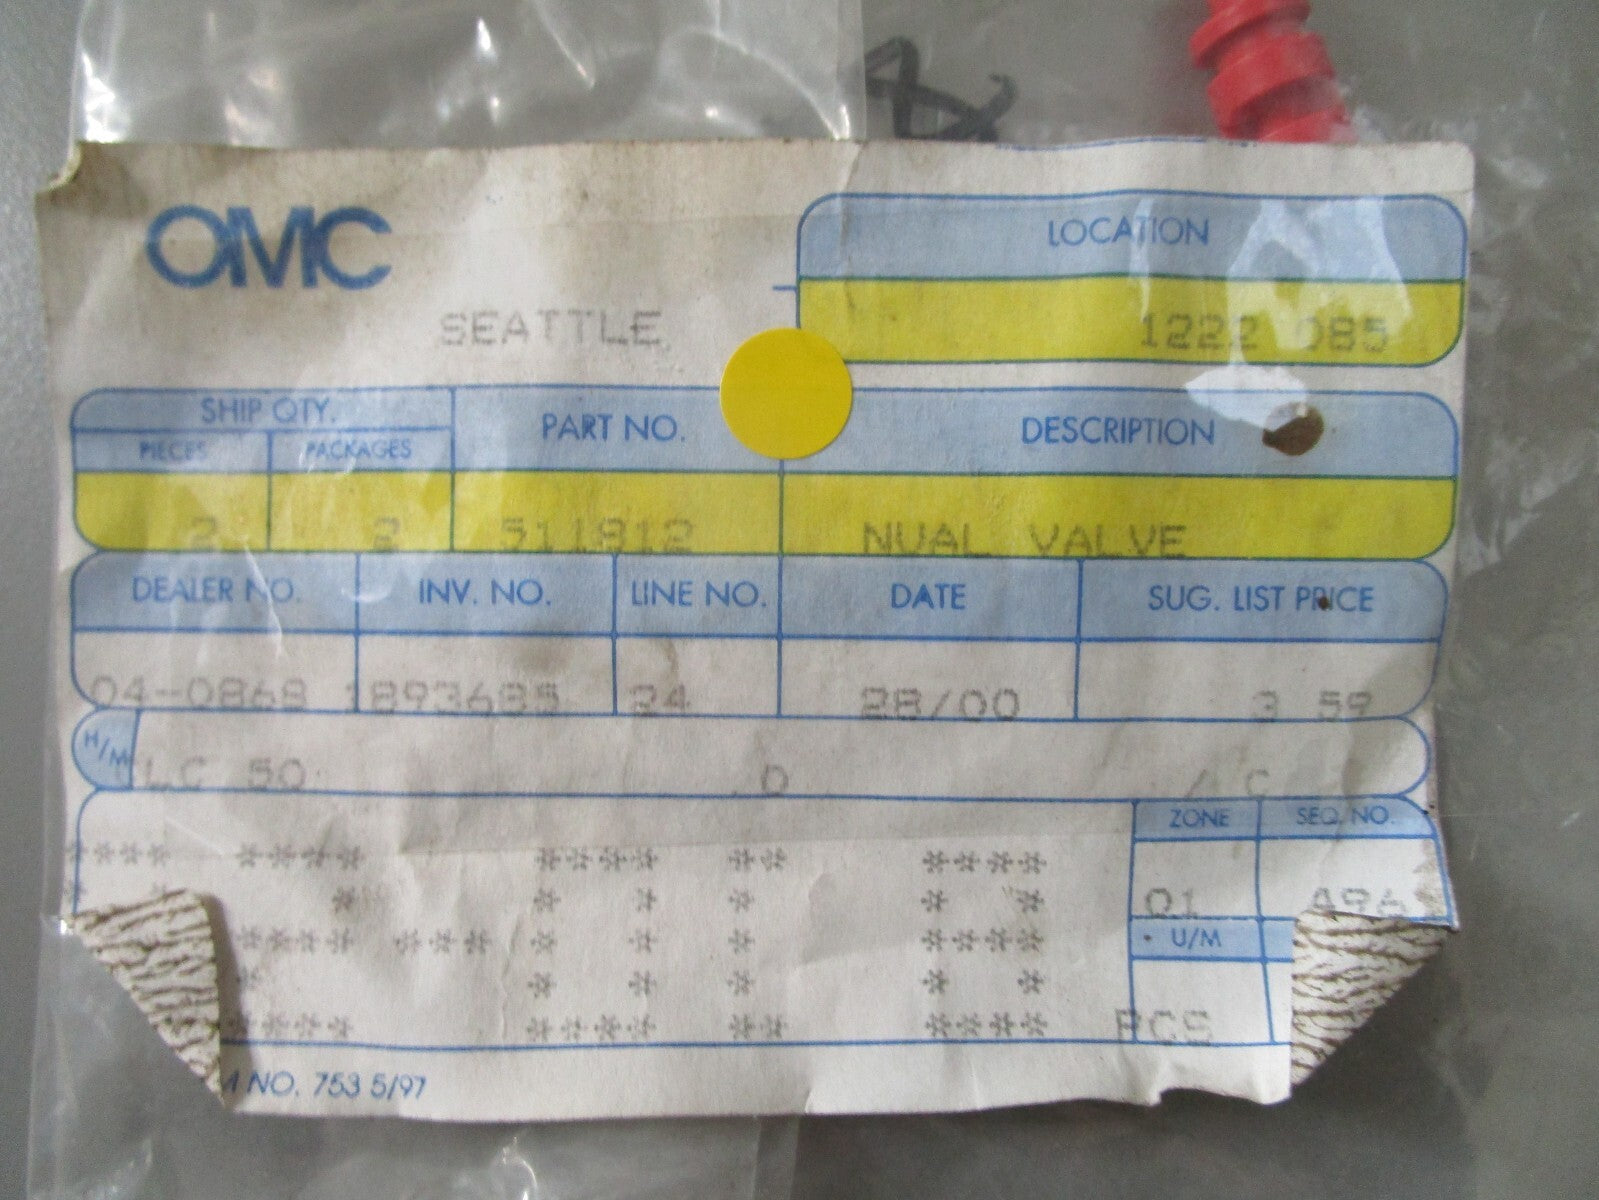 OMC
SEATTLE
LOCATION
1222 085
SHIP QTY.
PIECES PACKAGES
PART NO.
DESCRIPTION
2 2 511812 NUAL VALVE
DEALER NO. INV. NO. LINE NO. DATE SUG. LIST PRICE
04-0868 1893685 24 28/00 3 59
H/M LC 50 0 / C
ZONE SEQ. NO.
01 496
U/M
PCS
NO. 753 5/97